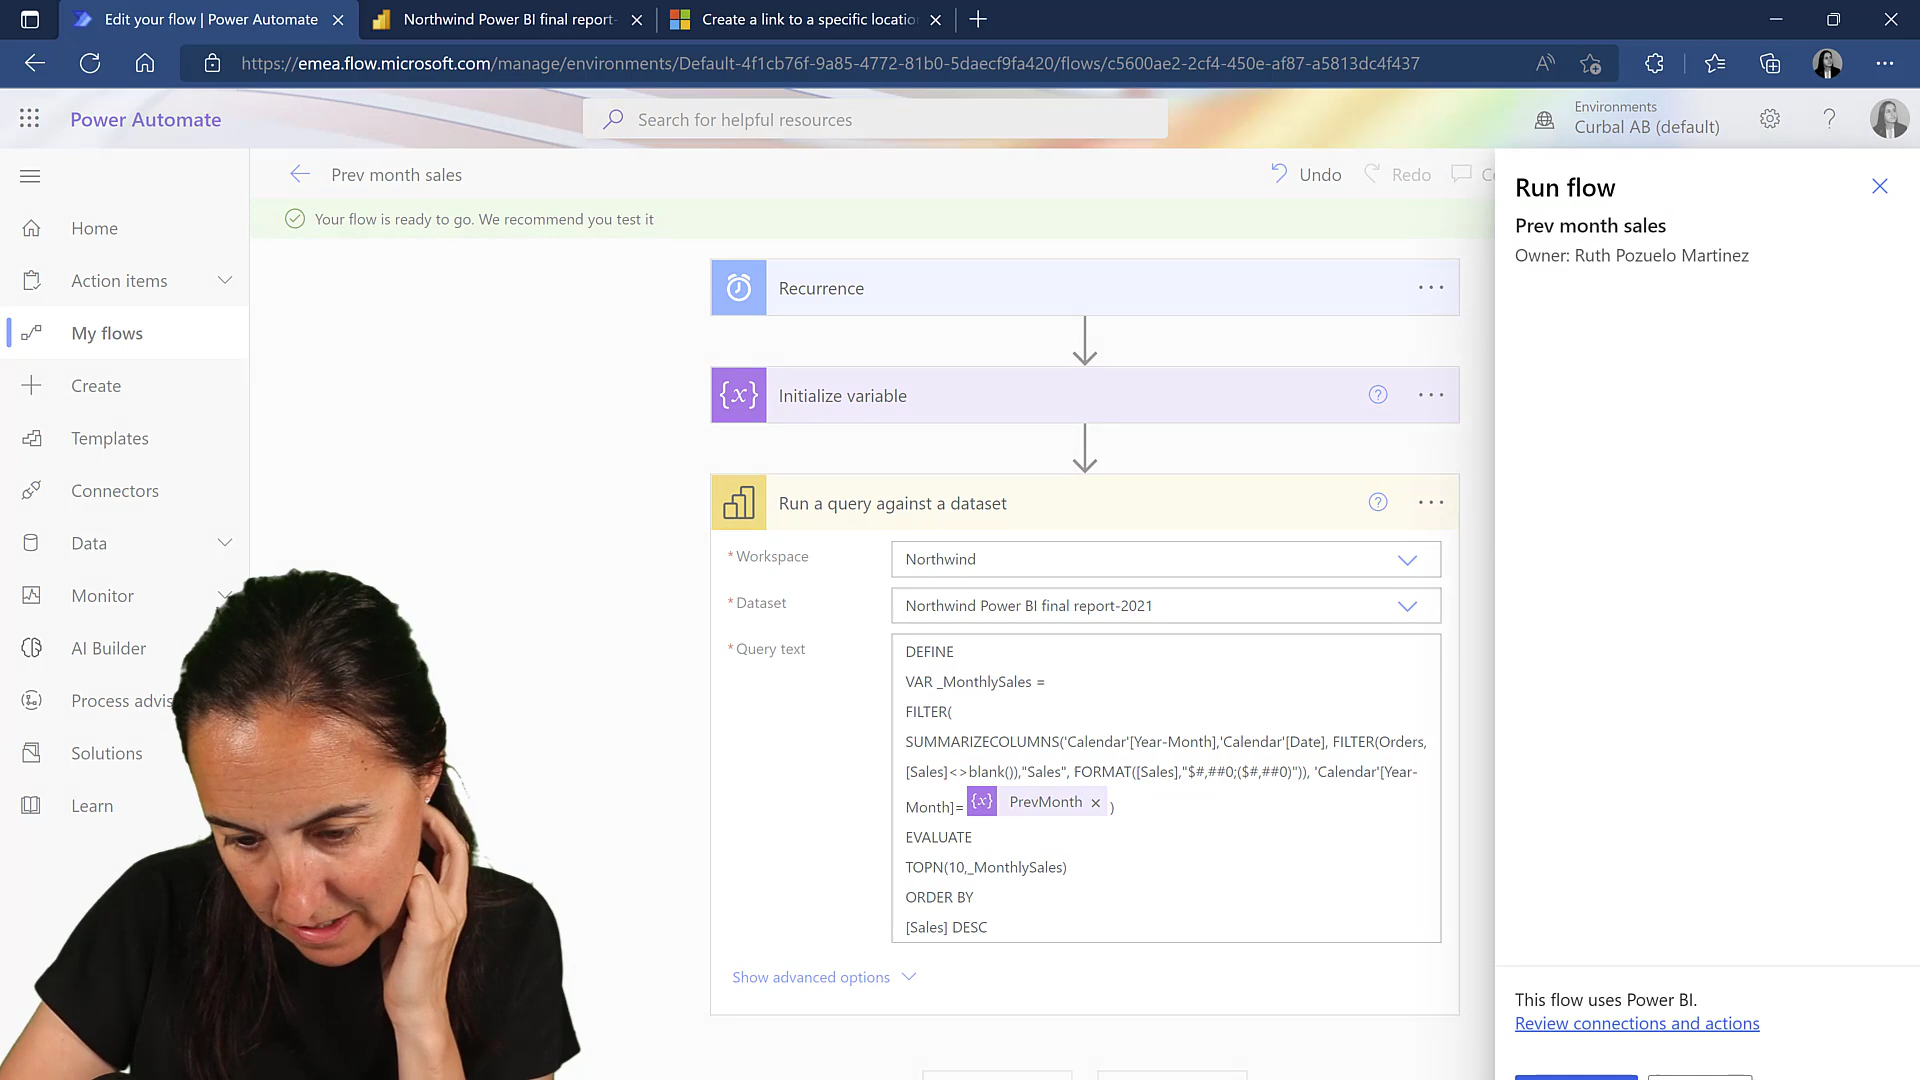 Edit your flow | Power Automate
Northwind Power BI final report-
Create a link to a specific locatio
https://emea.flow.microsoft.com/manage/environments/Default-4f1cb76f-9a85-4772-81b0-5daecf9fa420/flows/c5600ae2-2cf4-450e-af87-a5813dc4f437
Power Automate
Search for helpful resources
Environments
Curbal AB (default)
Prev month sales
Undo
Redo
Your flow is ready to go. We recommend you test it
Home
Action items
My flows
Create
Templates
Connectors
Data
Monitor
AI Builder
Process advis
Solutions
Learn
Recurrence
{x} Initialize variable
Run a query against a dataset
* Workspace
Northwind
* Dataset
Northwind Power BI final report-2021
* Query text
DEFINE
VAR _MonthlySales =
FILTER(
SUMMARIZECOLUMNS('Calendar'[Year-Month],'Calendar'[Date], FILTER(Orders,
[Sales]<>blank()),"Sales", FORMAT([Sales],"$#,##0;($#,##0)")), 'Calendar'[Year-
Month]= {x} PrevMonth × )
EVALUATE
TOPN(10,_MonthlySales)
ORDER BY
[Sales] DESC
Show advanced options
Run flow
Prev month sales
Owner: Ruth Pozuelo Martinez
This flow uses Power BI.
Review connections and actions